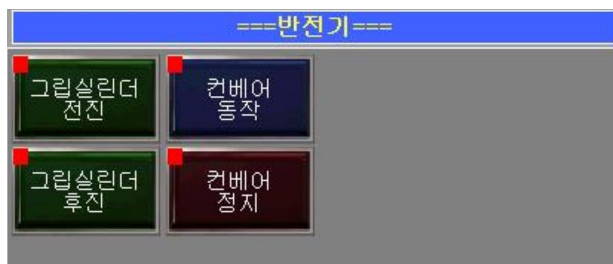 ===반전기===
그립실린더
전진
컨베어
동작
그립실린더
후진
컨베어
정지